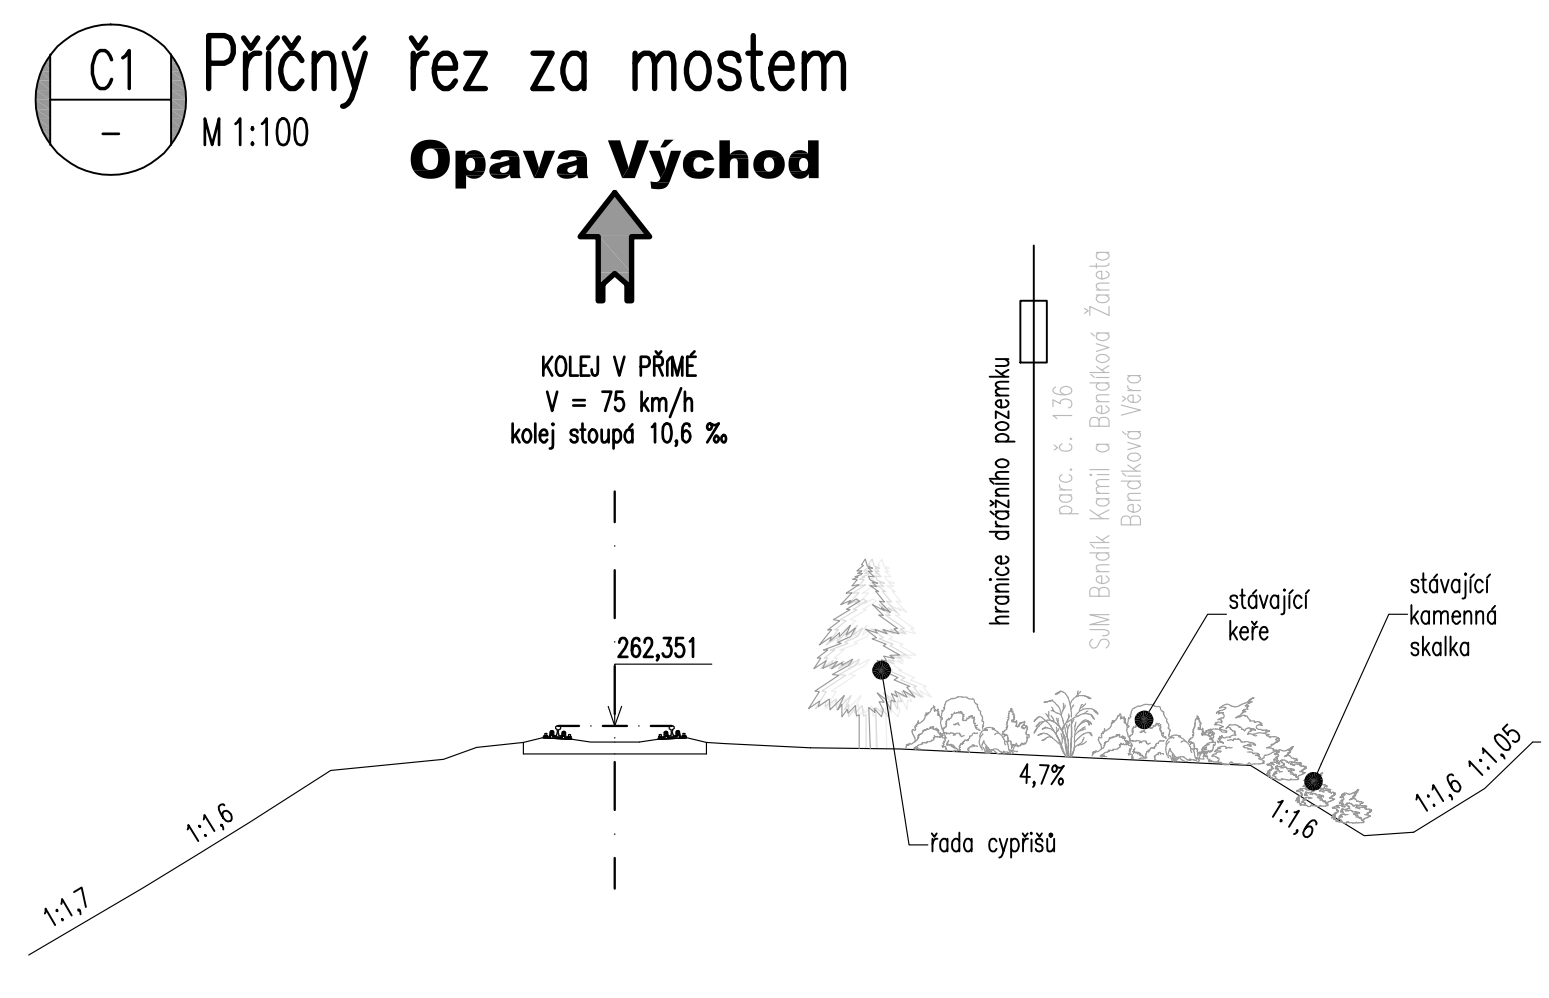 C1
–
Příčný řez za mostem
M 1:100
Opava Východ
KOLEJ V PŘÍMÉ
V = 75 km/h
kolej stoupá 10,6 ‰
hranice drážního pozemku
parc. č. 136
SJM Bendík Kamil a Bendíková Žaneta
Bendíková Věra
262,351
stávající
keře
stávající
kamenná
skalka
4,7%
řada cypřišů
1:1,6
1:1,7
1:1,6
1:1,6
1:1,05